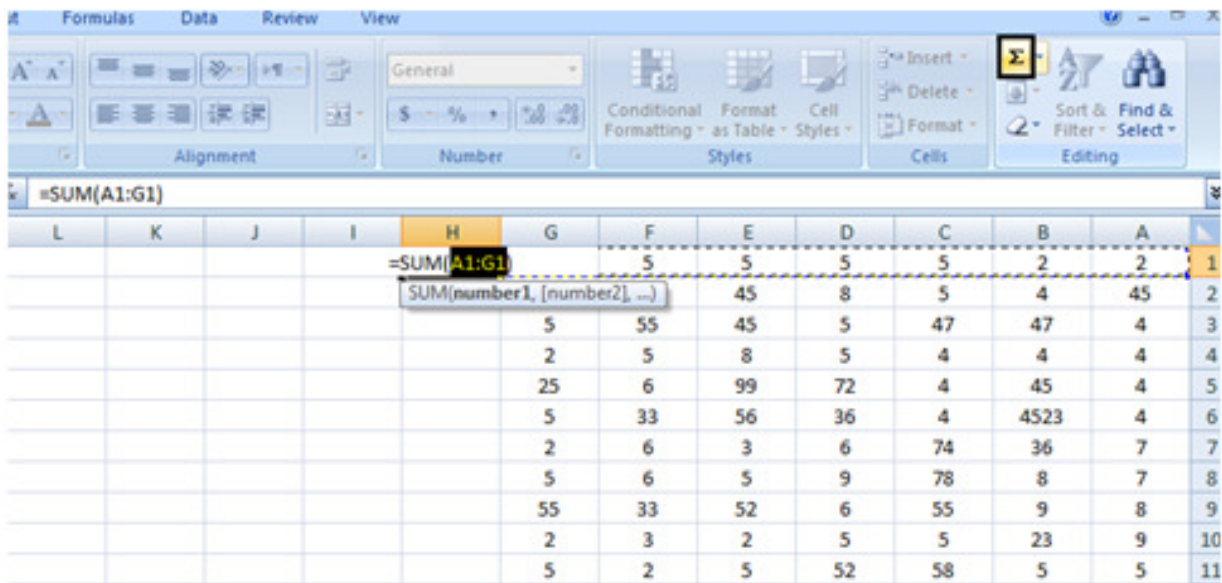 Formulas Data Review View
General
$ % ,
Conditional Formatting Format as Table Cell Styles
Insert
Delete
Format
Σ
Sort & Filter Find & Select
Alignment Number Styles Cells Editing
=SUM(A1:G1)
L K J I H G F E D C B A
=SUM(A1:G1) 5 5 5 5 2 2 1
SUM(number1, [number2], ...) 45 8 5 4 45 2
5 55 45 5 47 47 4 3
2 5 8 5 4 4 4 4
25 6 99 72 4 45 4 5
5 33 56 36 4 4523 4 6
2 6 3 6 74 36 7 7
5 6 5 9 78 8 7 8
55 33 52 6 55 9 8 9
2 3 2 5 5 23 9 10
5 2 5 52 58 5 5 11